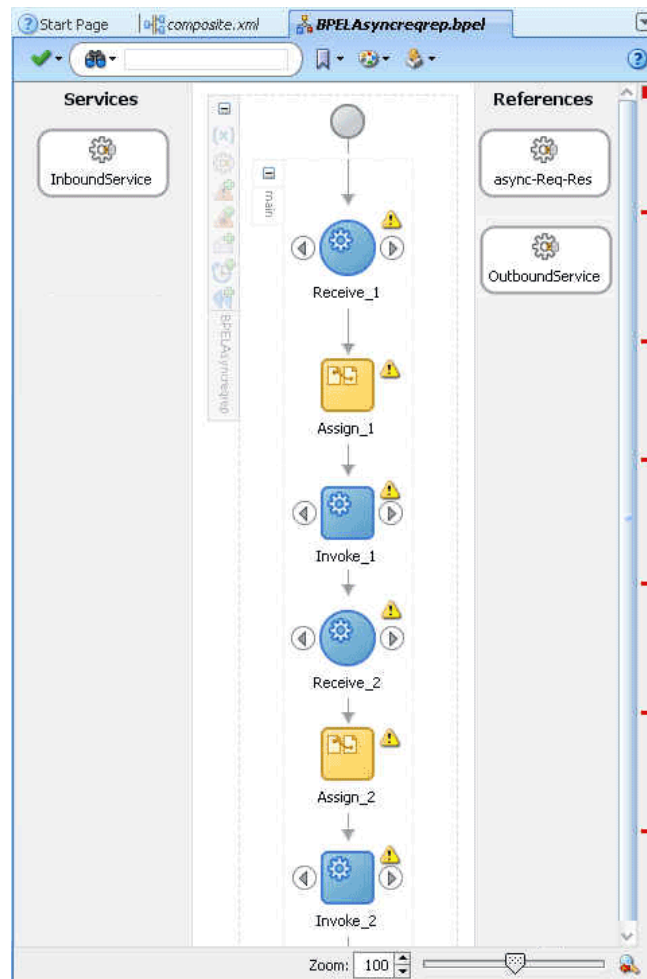 Start Page
composite.xml
BPELAsyncreqrep.bpel
Services
References
InboundService
async-Req-Res
OutboundService
main
BPELAsyncreqrep
Receive_1
Assign_1
Invoke_1
Receive_2
Assign_2
Invoke_2
Zoom: 100